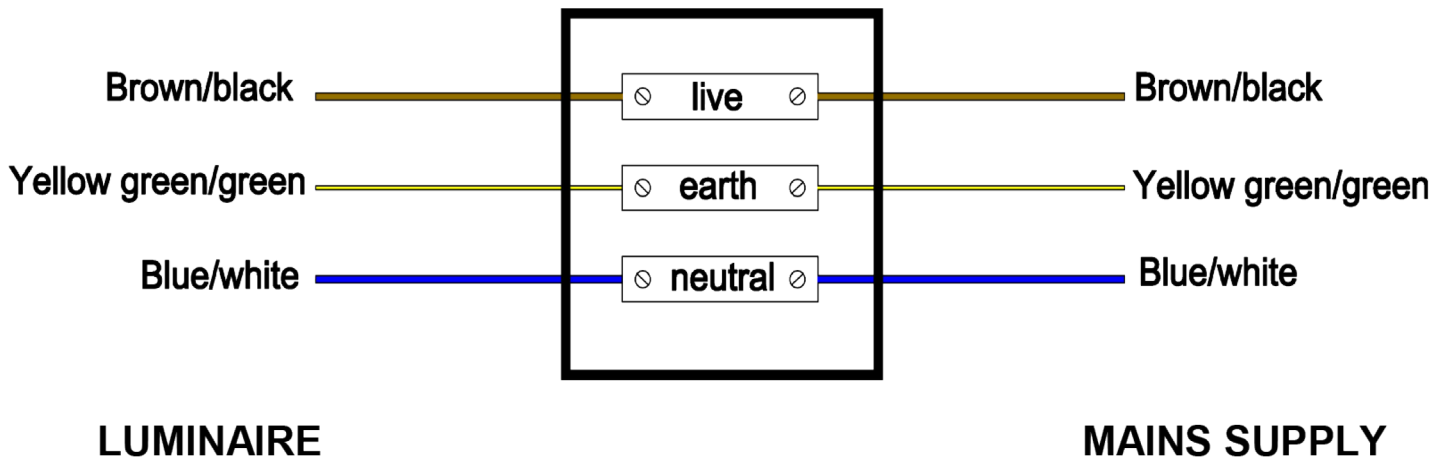 Brown/black live Brown/black
Yellow green/green earth Yellow green/green
Blue/white neutral Blue/white
LUMINAIRE MAINS SUPPLY